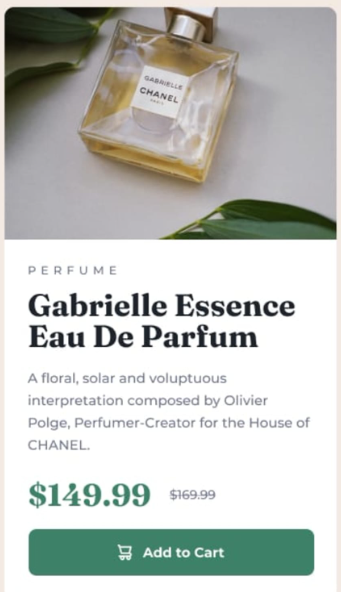 GABRIELLE
CHANEL
PARIS
PERFUME
Gabrielle Essence
Eau De Parfum
A floral, solar and voluptuous
interpretation composed by Olivier
Polge, Perfumer-Creator for the House of
CHANEL.
$149.99 $169.99
Add to Cart